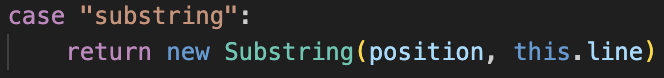 case "substring":
    return new Substring(position, this.line)